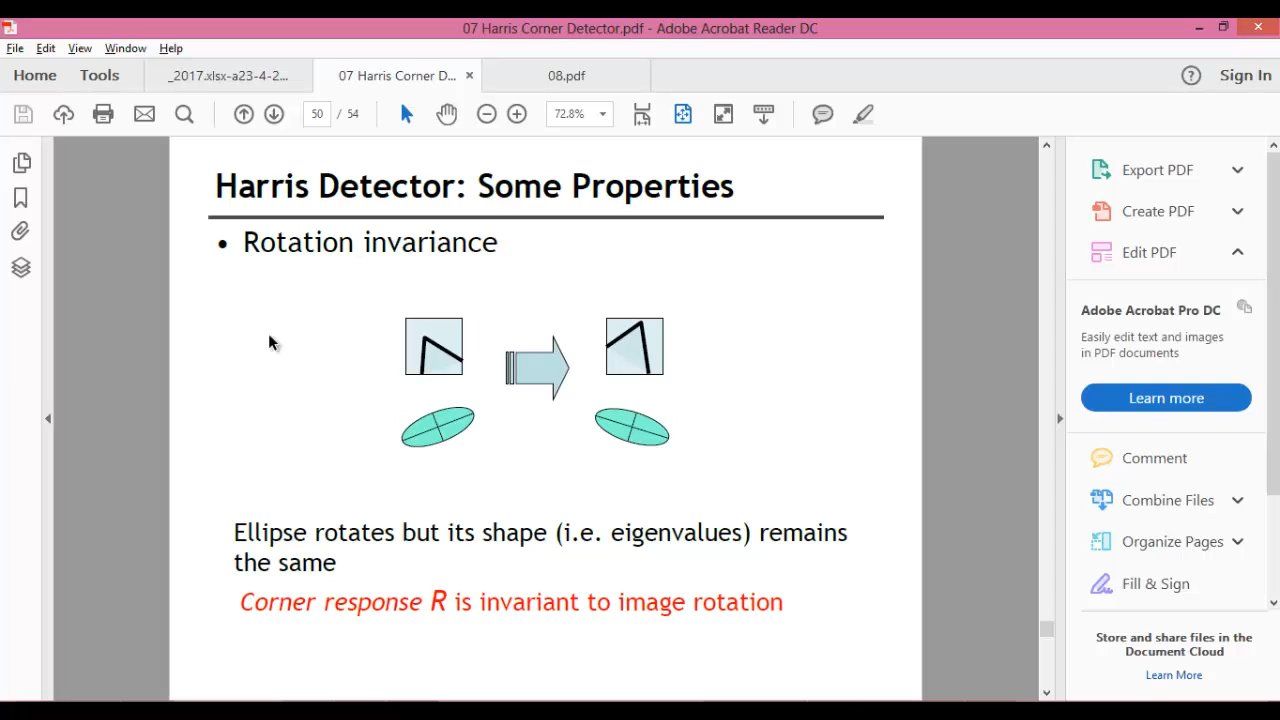 07 Harris Corner Detector.pdf - Adobe Acrobat Reader DC
File Edit View Window Help
Home Tools _2017.xlsx-a23-4-2... 07 Harris Corner D... × 08.pdf Sign In
50 / 54 72.8%
Harris Detector: Some Properties
• Rotation invariance
Ellipse rotates but its shape (i.e. eigenvalues) remains
the same
Corner response R is invariant to image rotation
Export PDF
Create PDF
Edit PDF
Adobe Acrobat Pro DC
Easily edit text and images
in PDF documents
Learn more
Comment
Combine Files
Organize Pages
Fill & Sign
Store and share files in the
Document Cloud
Learn More